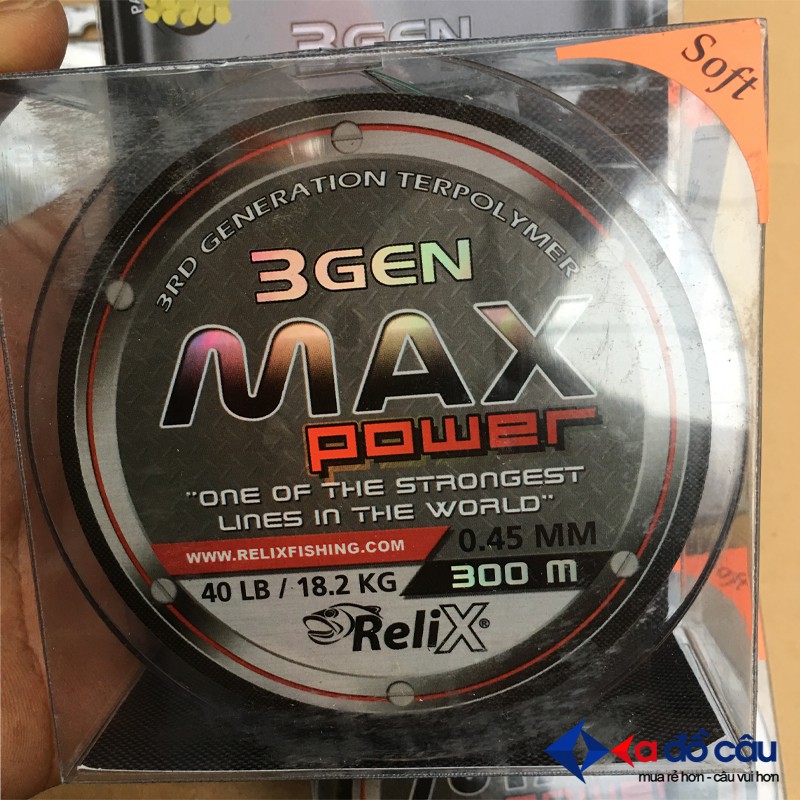 3GEN
Soft
3RD GENERATION TERPOLYMER
3GEN
MAX
power
"ONE OF THE STRONGEST
LINES IN THE WORLD"
0.45 MM
WWW.RELIXFISHING.COM
40 LB / 18.2 KG
300 m
ReliX®
a đồ câu
mua rẻ hơn - câu vui hơn